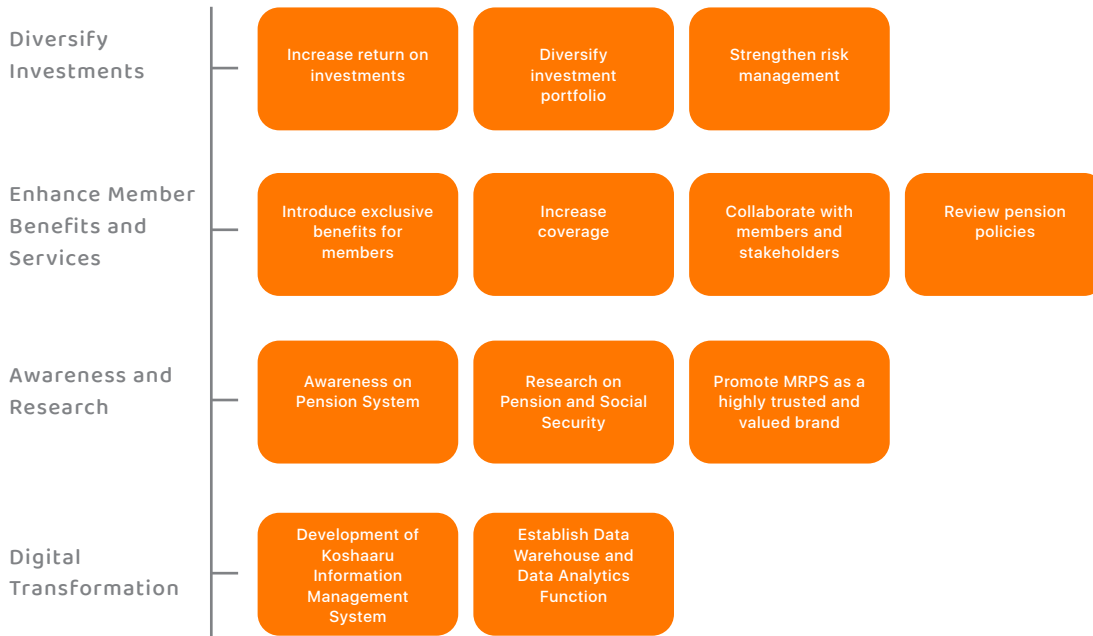 Diversify
Investments
Increase return on
investments
Diversify
investment
portfolio
Strengthen risk
management
Enhance Member
Benefits and
Services
Introduce exclusive
benefits for
members
Increase
coverage
Collaborate with
members and
stakeholders
Review pension
policies
Awareness and
Research
Awareness on
Pension System
Research on
Pension and Social
Security
Promote MRPS as a
highly trusted and
valued brand
Digital
Transformation
Development of
Koshaaru
Information
Management
System
Establish Data
Warehouse and
Data Analytics
Function